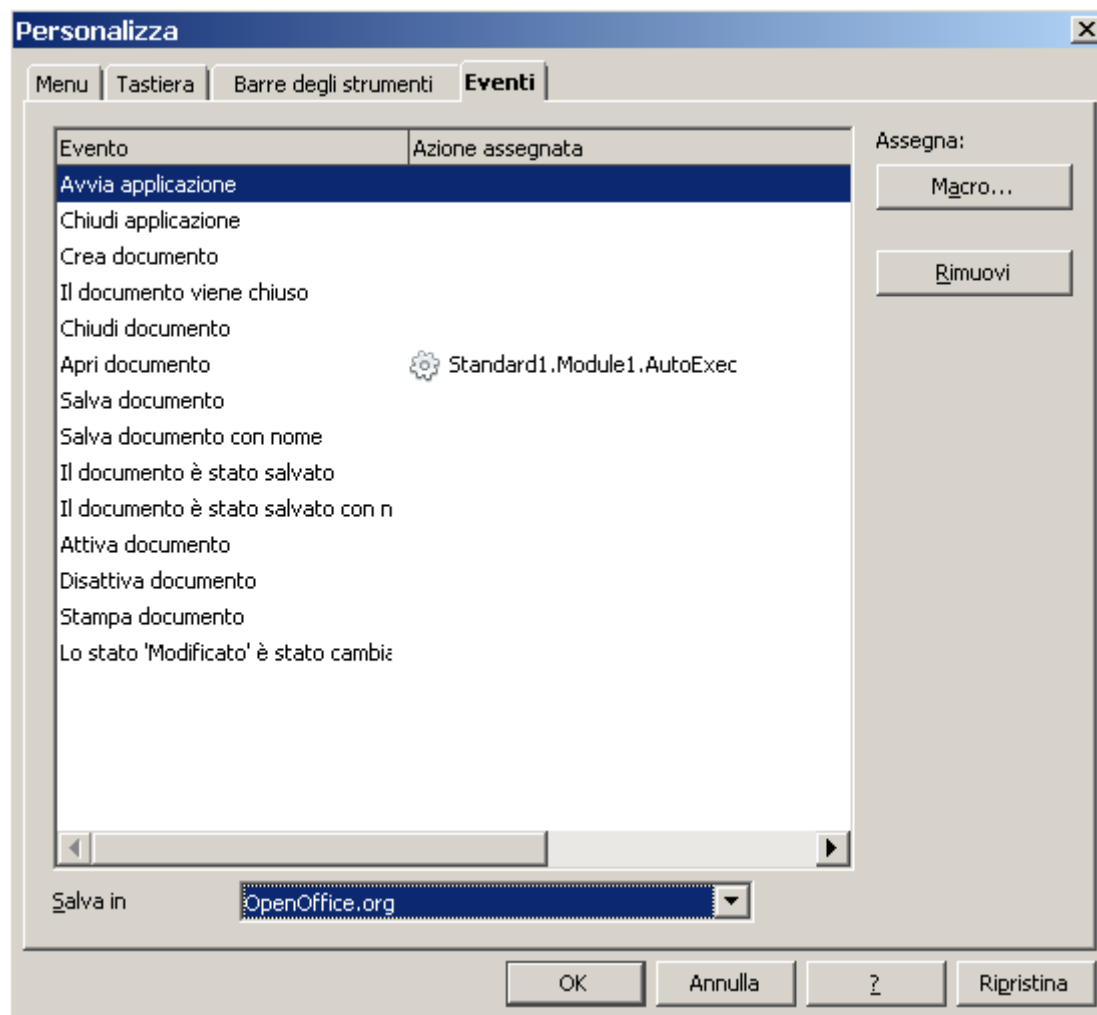 Personalizza
Menu Tastiera Barre degli strumenti Eventi
Evento Azione assegnata
Assegna:
Avvia applicazione
Macro...
Chiudi applicazione
Crea documento
Rimuovi
Il documento viene chiuso
Chiudi documento
Apri documento Standard1.Module1.AutoExec
Salva documento
Salva documento con nome
Il documento è stato salvato
Il documento è stato salvato con n
Attiva documento
Disattiva documento
Stampa documento
Lo stato 'Modificato' è stato cambia
Salva in OpenOffice.org
OK Annulla ? Ripristina